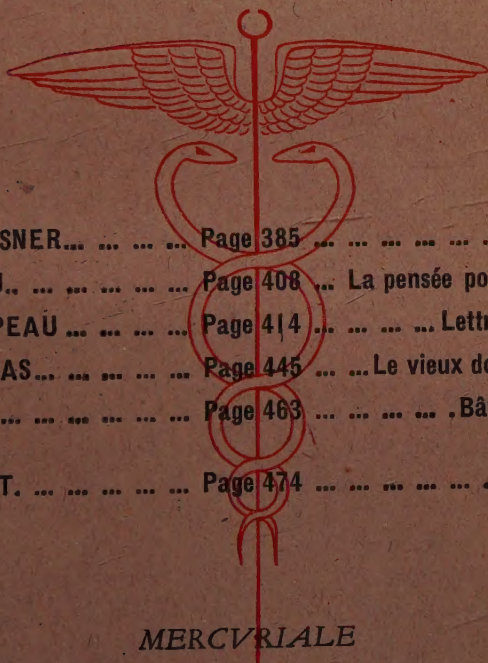 SNER... ... ... ... Page 385 ... ... ... ... ...
... ... ... ... ... Page 408 ... La pensée po
PEAU ... ... ... ... Page 414 ... ... ... ... Lettr
AS... ... ... ... ... Page 445 ... ... Le vieux do
... ... ... ... ... Page 463 ... ... ... ... . Bâ
T. ... ... ... ... ... Page 474 ... ... ... ... ...
MERCVRIALE